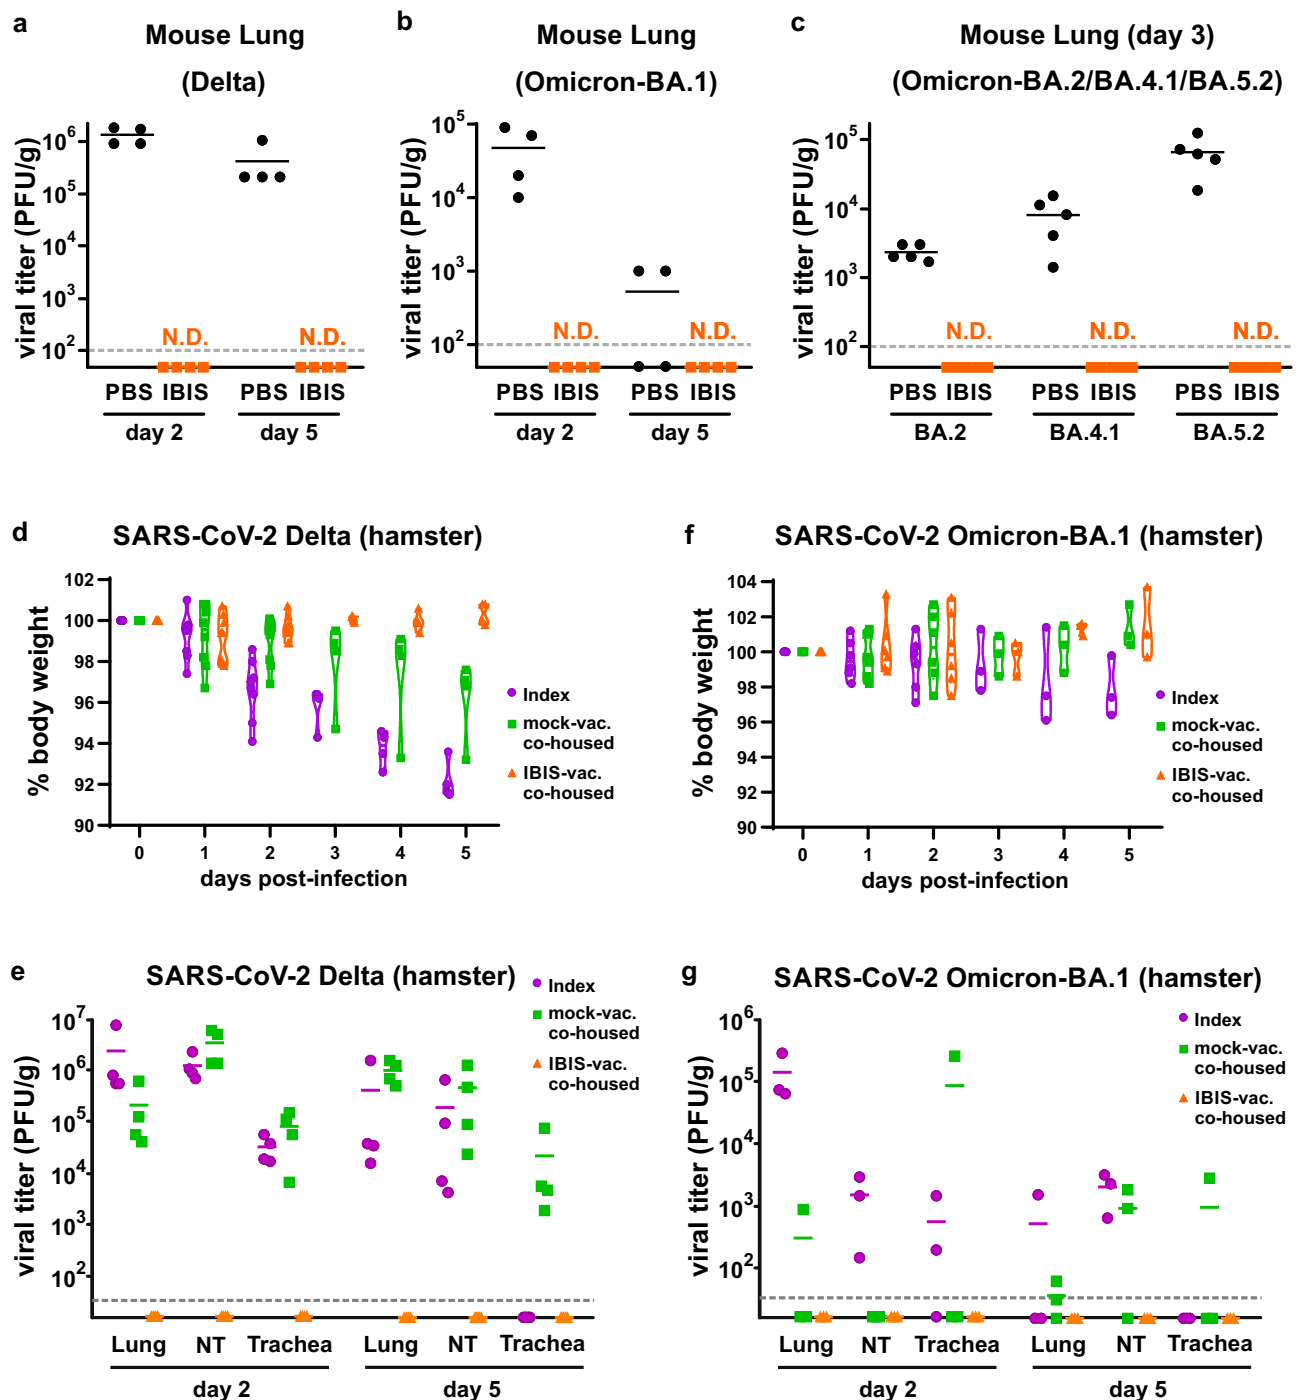 a
Mouse Lung
(Delta)
viral titer (PFU/g)
10^6
10^5
10^4
10^3
10^2
N.D. N.D.
PBS IBIS PBS IBIS
day 2 day 5
b
Mouse Lung
(Omicron-BA.1)
viral titer (PFU/g)
10^5
10^4
10^3
10^2
N.D. N.D.
PBS IBIS PBS IBIS
day 2 day 5
c
Mouse Lung (day 3)
(Omicron-BA.2/BA.4.1/BA.5.2)
viral titer (PFU/g)
10^5
10^4
10^3
10^2
N.D. N.D. N.D.
PBS IBIS PBS IBIS PBS IBIS
BA.2 BA.4.1 BA.5.2
d
SARS-CoV-2 Delta (hamster)
% body weight
102
100
98
96
94
92
90
0 1 2 3 4 5
days post-infection
Index
mock-vac.
co-housed
IBIS-vac.
co-housed
f
SARS-CoV-2 Omicron-BA.1 (hamster)
% body weight
104
102
100
98
96
94
92
90
0 1 2 3 4 5
days post-infection
Index
mock-vac.
co-housed
IBIS-vac.
co-housed
e
SARS-CoV-2 Delta (hamster)
viral titer (PFU/g)
10^7
10^6
10^5
10^4
10^3
10^2
Index
mock-vac.
co-housed
IBIS-vac.
co-housed
Lung NT Trachea Lung NT Trachea
day 2 day 5
g
SARS-CoV-2 Omicron-BA.1 (hamster)
viral titer (PFU/g)
10^6
10^5
10^4
10^3
10^2
Index
mock-vac.
co-housed
IBIS-vac.
co-housed
Lung NT Trachea Lung NT Trachea
day 2 day 5